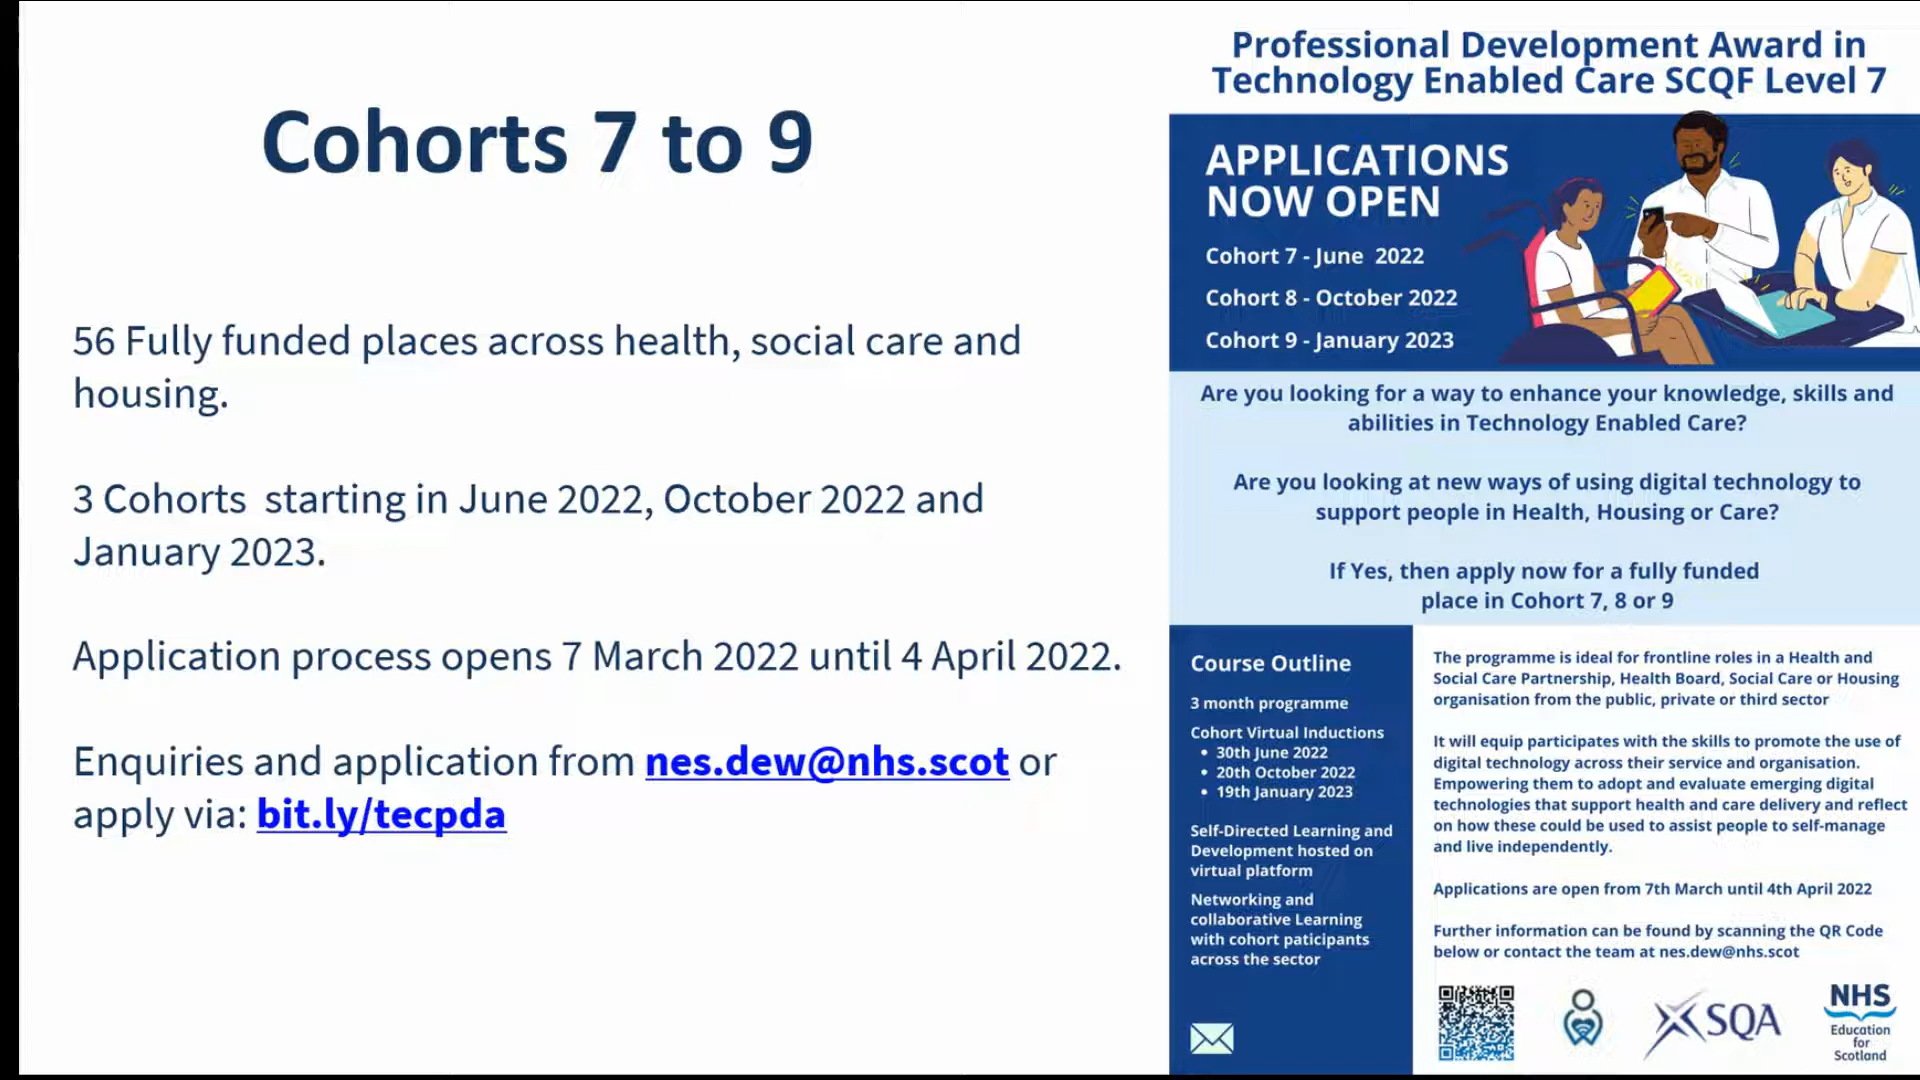 Cohorts 7 to 9
56 Fully funded places across health, social care and
housing.
3 Cohorts  starting in June 2022, October 2022 and
January 2023.
Application process opens 7 March 2022 until 4 April 2022.
Enquiries and application from nes.dew@nhs.scot or
apply via: bit.ly/tecpda
Professional Development Award in
Technology Enabled Care SCQF Level 7
APPLICATIONS
NOW OPEN
Cohort 7 - June  2022
Cohort 8 - October 2022
Cohort 9 - January 2023
Are you looking for a way to enhance your knowledge, skills and
abilities in Technology Enabled Care?
Are you looking at new ways of using digital technology to
support people in Health, Housing or Care?
If Yes, then apply now for a fully funded
place in Cohort 7, 8 or 9
Course Outline
3 month programme
Cohort Virtual Inductions
• 30th June 2022
• 20th October 2022
• 19th January 2023
Self-Directed Learning and
Development hosted on
virtual platform
Networking and
collaborative Learning
with cohort paticipants
across the sector
The programme is ideal for frontline roles in a Health and
Social Care Partnership, Health Board, Social Care or Housing
organisation from the public, private or third sector
It will equip participates with the skills to promote the use of
digital technology across their service and organisation.
Empowering them to adopt and evaluate emerging digital
technologies that support health and care delivery and reflect
on how these could be used to assist people to self-manage
and live independently.
Applications are open from 7th March until 4th April 2022
Further information can be found by scanning the QR Code
below or contact the team at nes.dew@nhs.scot
SQA
NHS
Education
for
Scotland